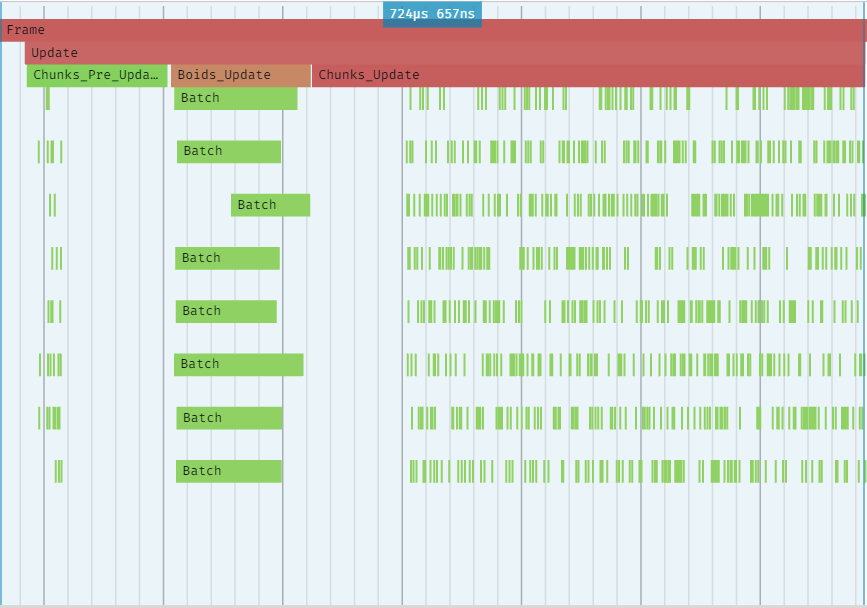 724µs 657ns
Frame
Update
Chunks_Pre_Upda… Boids_Update Chunks_Update
Batch
Batch
Batch
Batch
Batch
Batch
Batch
Batch